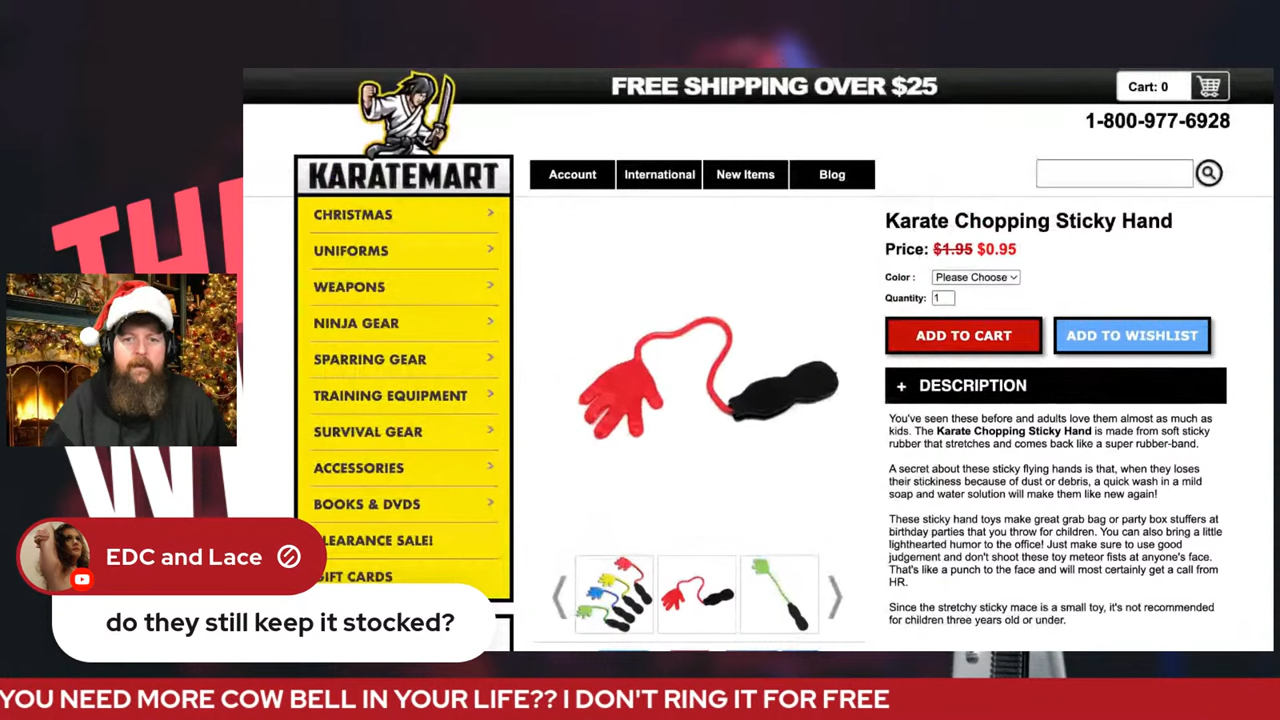 FREE SHIPPING OVER $25
Cart: 0
1-800-977-6928
KARATEMART
Account
International
New Items
Blog
CHRISTMAS
UNIFORMS
WEAPONS
NINJA GEAR
SPARRING GEAR
TRAINING EQUIPMENT
SURVIVAL GEAR
ACCESSORIES
BOOKS & DVDS
LEARANCE SALE!
IFT CARDS
Karate Chopping Sticky Hand
Price: $1.95 $0.95
Color : Please Choose
Quantity: 1
ADD TO CART
ADD TO WISHLIST
+ DESCRIPTION
You've seen these before and adults love them almost as much as
kids. The Karate Chopping Sticky Hand is made from soft sticky
rubber that stretches and comes back like a super rubber-band.
A secret about these sticky flying hands is that, when they loses
their stickiness because of dust or debris, a quick wash in a mild
soap and water solution will make them like new again!
These sticky hand toys make great grab bag or party box stuffers at
birthday parties that you throw for children. You can also bring a little
lighthearted humor to the office! Just make sure to use good
judgement and don't shoot these toy meteor fists at anyone's face.
That's like a punch to the face and will most certainly get a call from
HR.
Since the stretchy sticky mace is a small toy, it's not recommended
for children three years old or under.
EDC and Lace
do they still keep it stocked?
YOU NEED MORE COW BELL IN YOUR LIFE?? I DON'T RING IT FOR FREE